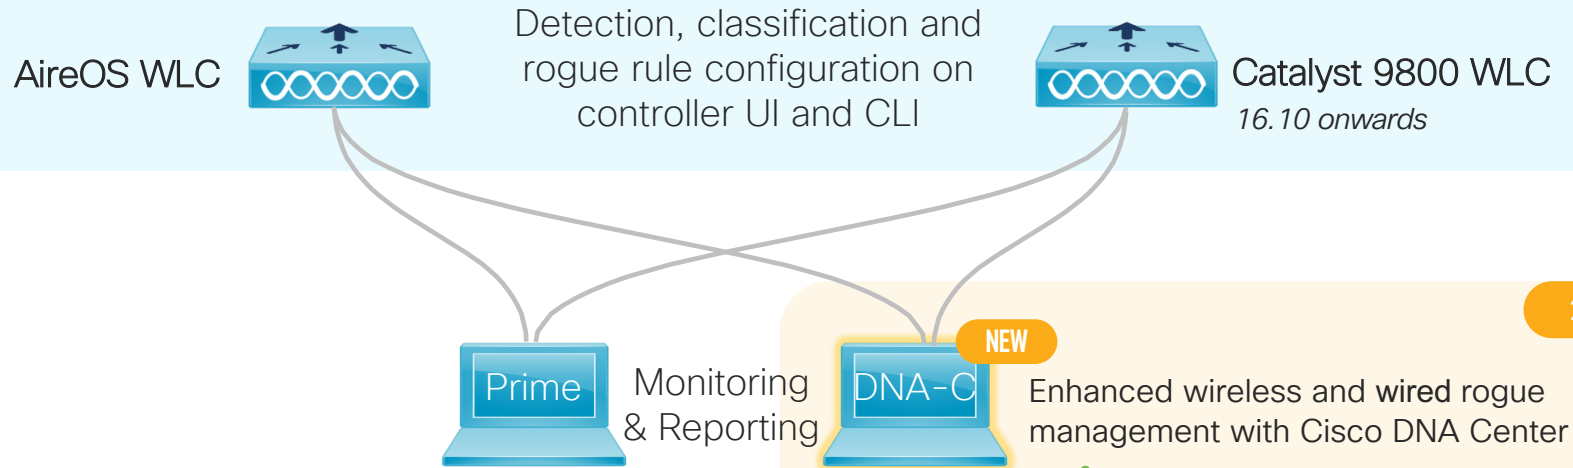 Detection, classification and
rogue rule configuration on
controller UI and CLI
AireOS WLC
Catalyst 9800 WLC
16.10 onwards
NEW
Prime
Monitoring
& Reporting
DNA-C
Enhanced wireless and wired rogue
management with Cisco DNA Center